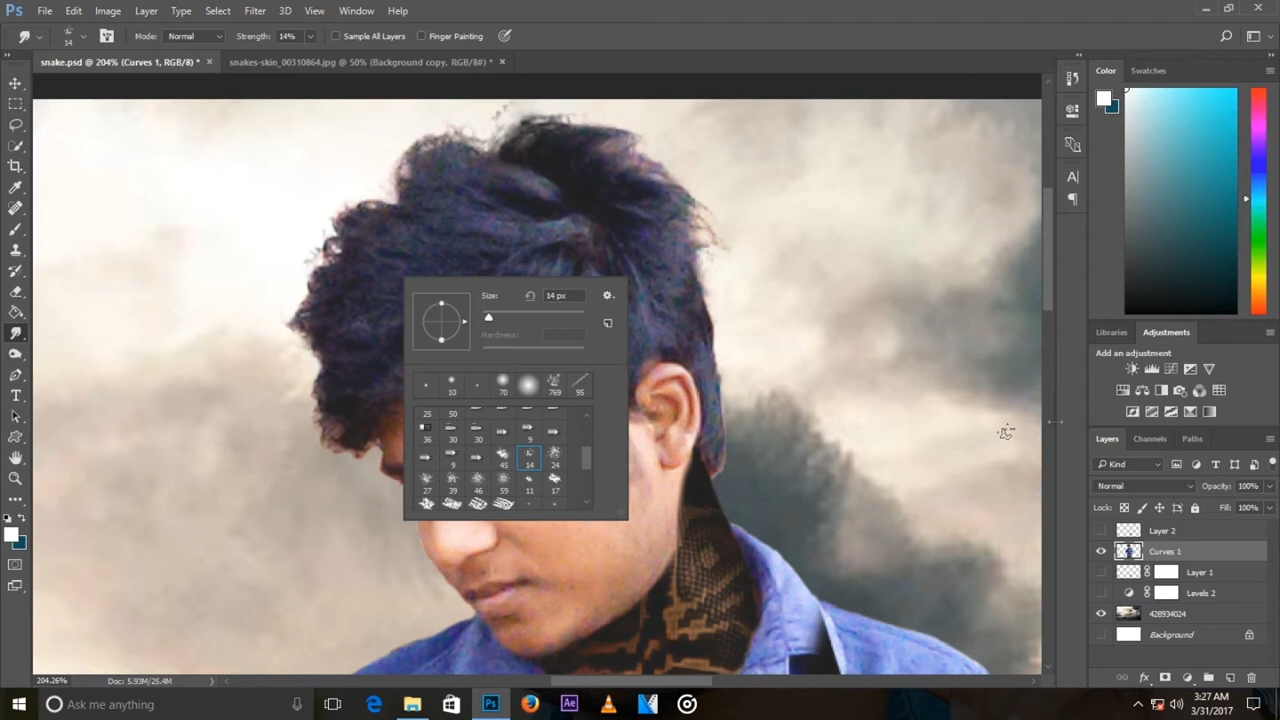 Ps File Edit Image Layer Type Select Filter 3D View Window Help
14 Mode: Normal Strength: 14% Sample All Layers Finger Painting
snake.psd @ 204% (Curves 1, RGB/8) * × snakes-skin_00310864.jpg @ 50% (Background copy, RGB/8#) * ×
Color Swatches
Size: 14 px
Hardness:
10 70 769 95
25 50
36 30 30 9
9 45 14 24
27 39 46 59 11 17
Libraries Adjustments
Add an adjustment
Layers Channels Paths
Kind
Normal Opacity: 100%
Lock: Fill: 100%
Layer 2
Curves 1
Layer 1
Levels 2
428934024
Background
204.26% Doc: 5.93M/25.4M
Ask me anything
3:27 AM
3/31/2017